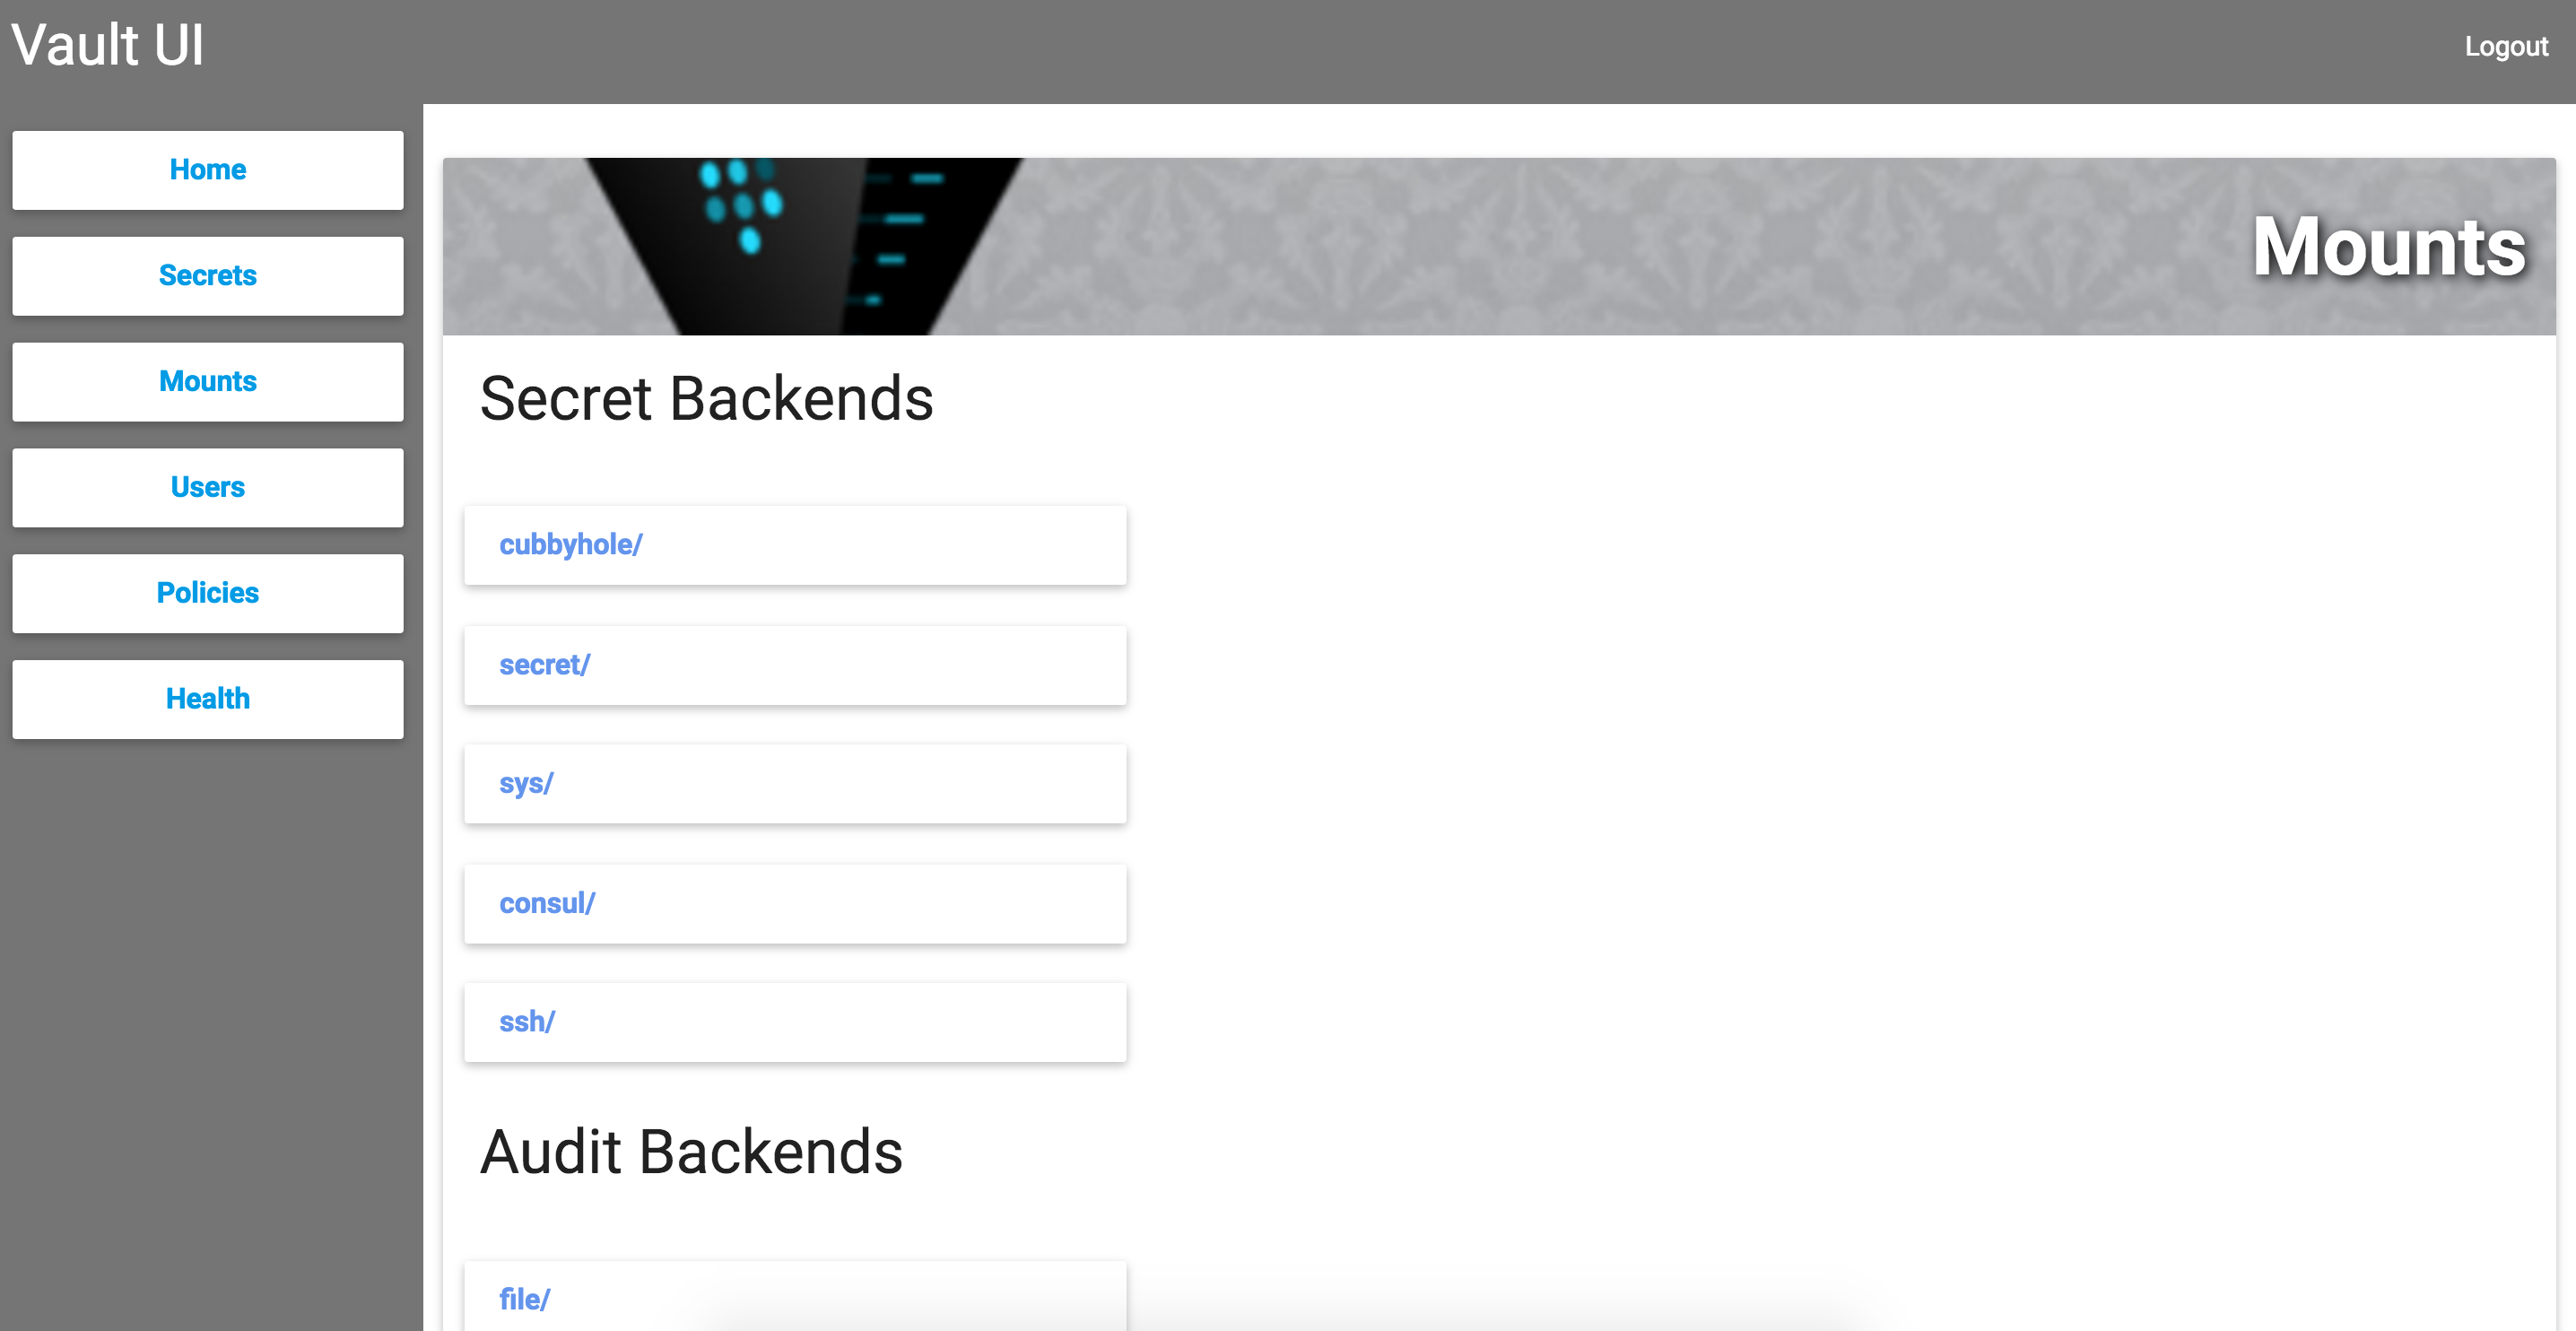 Vault UI
Logout
Home
Secrets
Mounts
Users
Policies
Health
Mounts
Secret Backends
cubbyhole/
secret/
sys/
consul/
ssh/
Audit Backends
file/